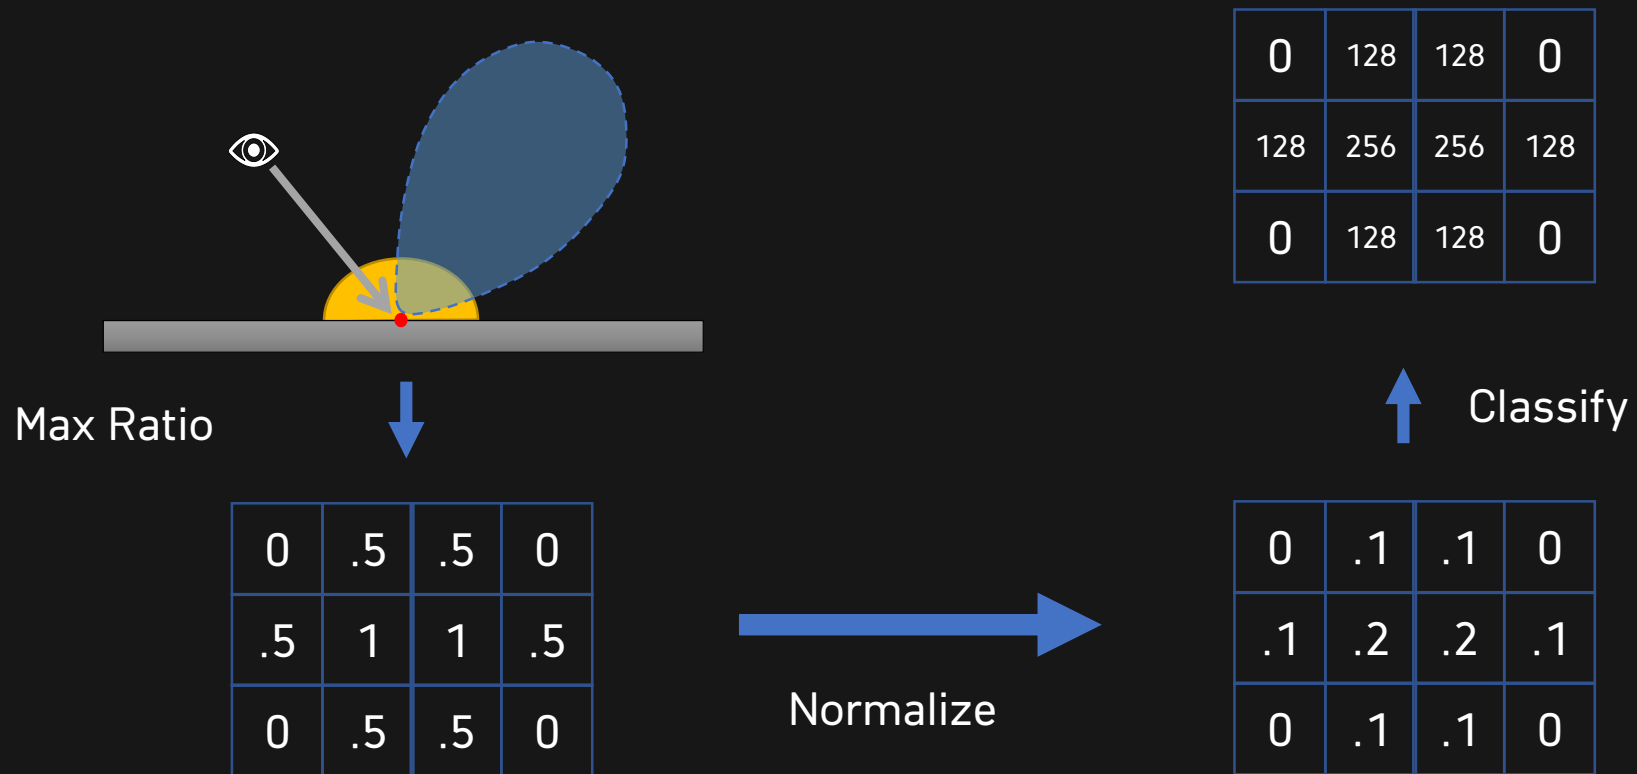 0 128 128 0
128 256 256 128
0 128 128 0
Max Ratio
Classify
0 .5 .5 0
.5 1 1 .5
0 .5 .5 0
Normalize
0 .1 .1 0
.1 .2 .2 .1
0 .1 .1 0